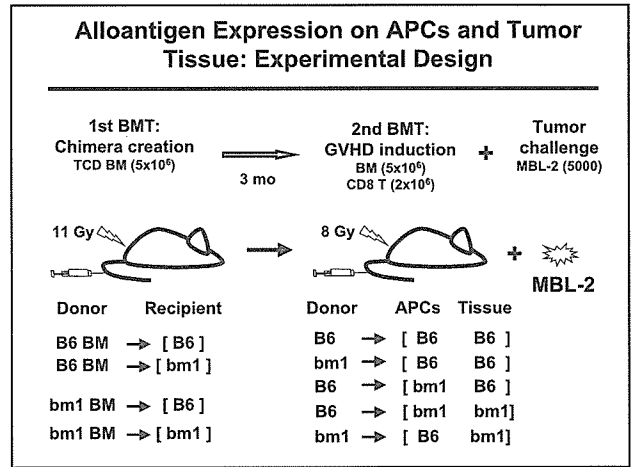 Alloantigen Expression on APCs and Tumor
Tissue: Experimental Design
1st BMT:
Chimera creation
TCD BM (5x10⁶)
3 mo
2nd BMT:
GVHD induction
BM (5x10⁶)
CD8 T (2x10⁶)
+
Tumor
challenge
MBL-2 (5000)
11 Gy
8 Gy
+
MBL-2
Donor Recipient
B6 BM → [ B6 ]
B6 BM → [ bm1 ]
bm1 BM → [ B6 ]
bm1 BM → [ bm1 ]
Donor APCs Tissue
B6 → [ B6 B6 ]
bm1 → [ B6 B6 ]
B6 → [ bm1 B6 ]
B6 → [ bm1 bm1]
bm1 → [ B6 bm1]